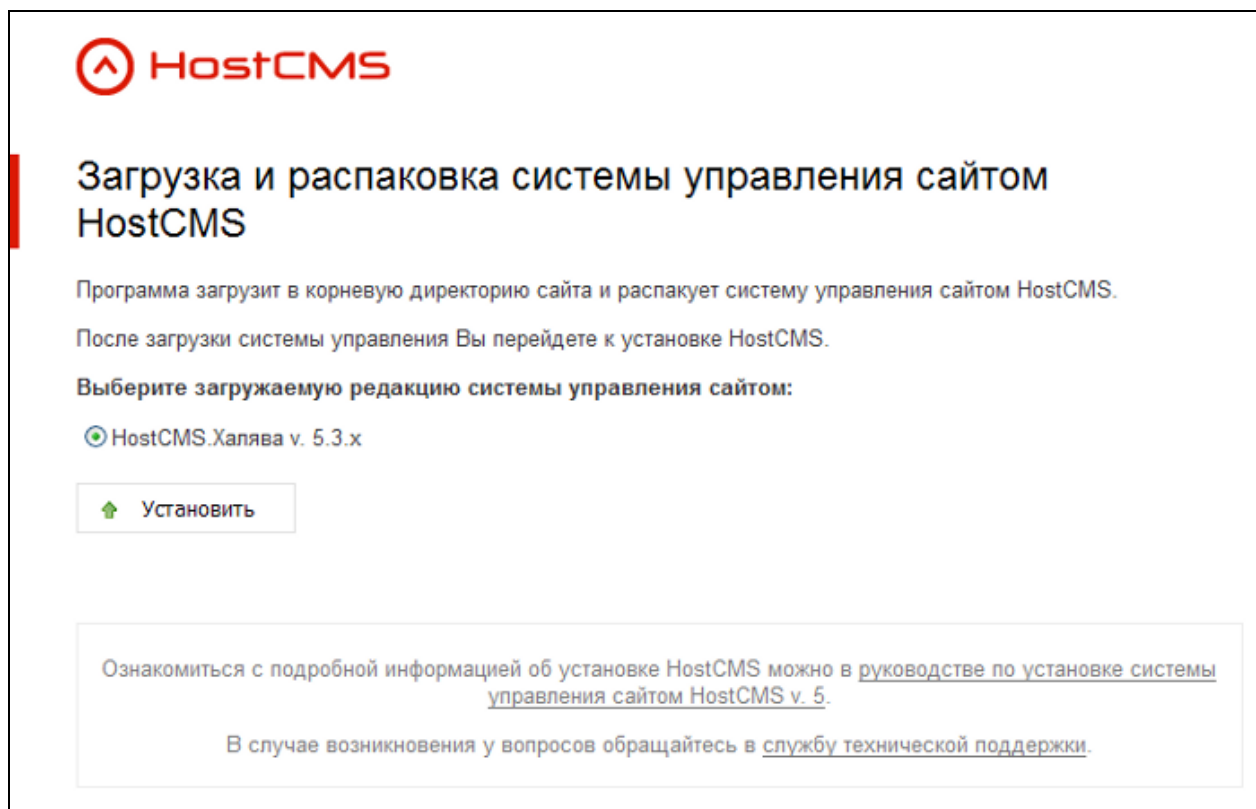 HostCMS
Загрузка и распаковка системы управления сайтом
HostCMS
Программа загрузит в корневую директорию сайта и распакует систему управления сайтом HostCMS.
После загрузки системы управления Вы перейдете к установке HostCMS.
Выберите загружаемую редакцию системы управления сайтом:
HostCMS.Халява v. 5.3.x
Установить
Ознакомиться с подробной информацией об установке HostCMS можно в руководстве по установке системы
управления сайтом HostCMS v. 5.
В случае возникновения у вопросов обращайтесь в службу технической поддержки.